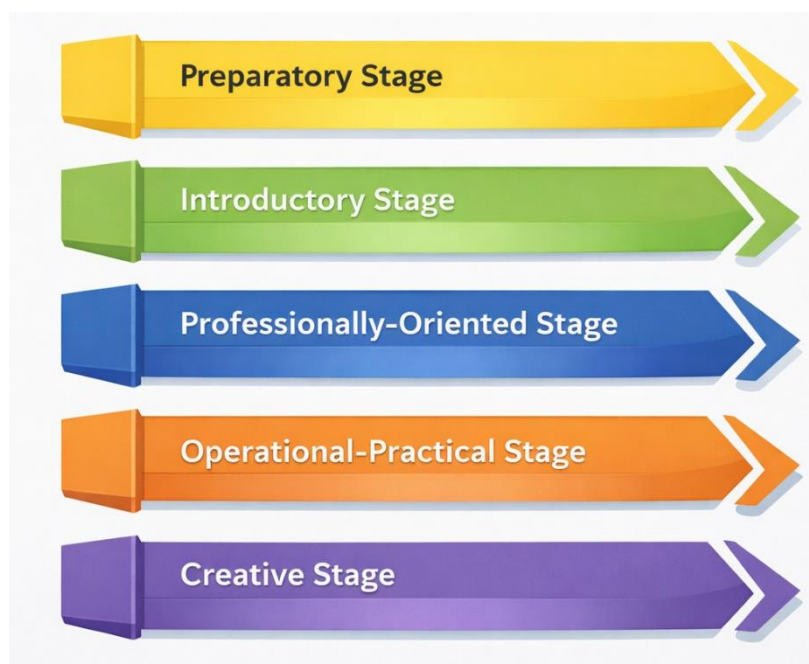 Preparatory Stage
Introductory Stage
Professionally-Oriented Stage
Operational-Practical Stage
Creative Stage